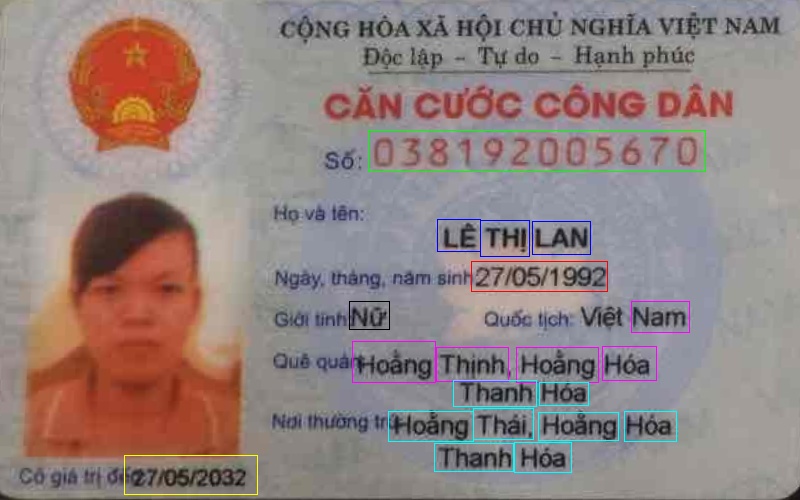 CỘNG HÒA XÃ HỘI CHỦ NGHĨA VIỆT NAM
Độc lập - Tự do - Hạnh phúc
CĂN CƯỚC CÔNG DÂN
Số: 038192005670
Họ và tên:
LÊ THỊ LAN
Ngày, tháng, năm sinh 27/05/1992
Giới tính Nữ Quốc tịch: Việt Nam
Quê quán Hoằng Thịnh, Hoằng Hóa
Thanh Hóa
Nơi thường trú Hoằng Thái, Hoằng Hóa
Thanh Hóa
Có giá trị đến 27/05/2032